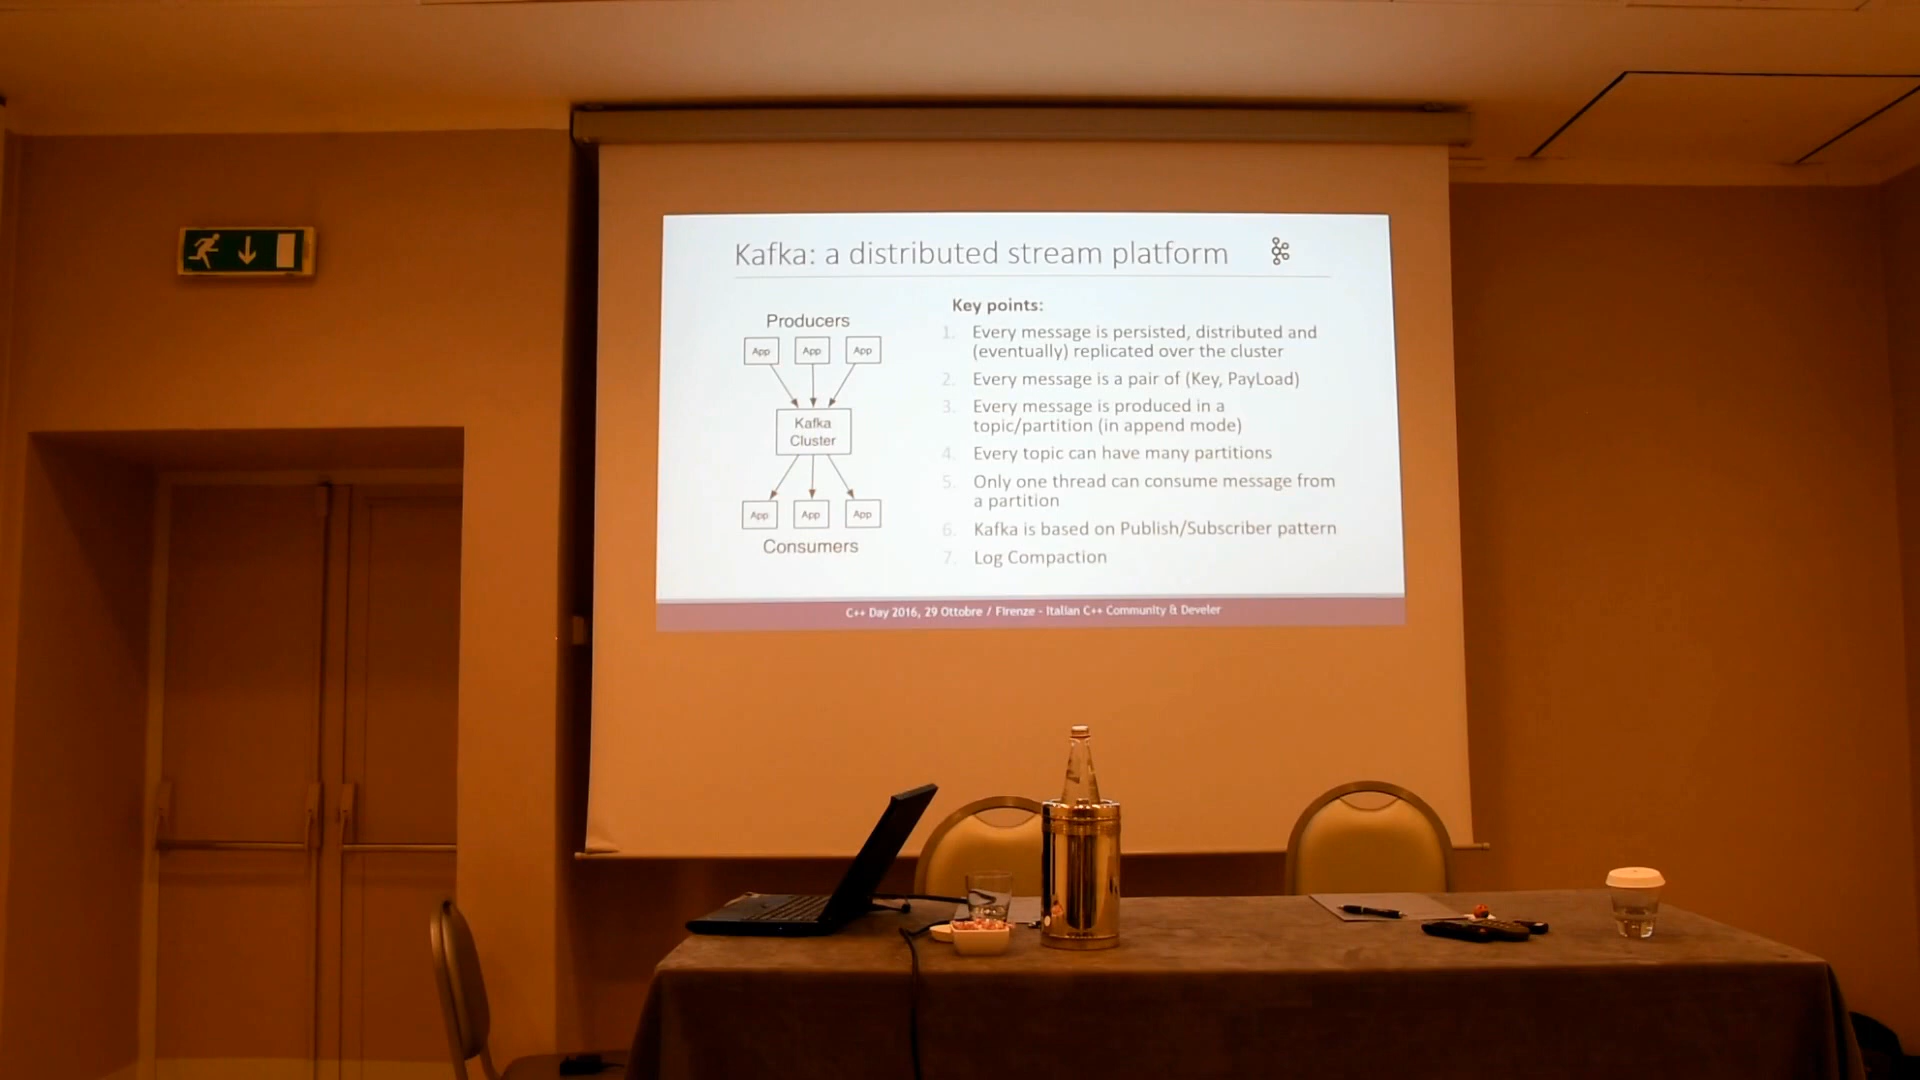 Kafka: a distributed stream platform
Producers
App App App
Kafka
Cluster
App App App
Consumers
Key points:
1. Every message is persisted, distributed and
(eventually) replicated over the cluster
2. Every message is a pair of (Key, PayLoad)
3. Every message is produced in a
topic/partition (in append mode)
4. Every topic can have many partitions
5. Only one thread can consume message from
a partition
6. Kafka is based on Publish/Subscriber pattern
7. Log Compaction
C++ Day 2016, 29 Ottobre / Firenze - Italian C++ Community & Develer